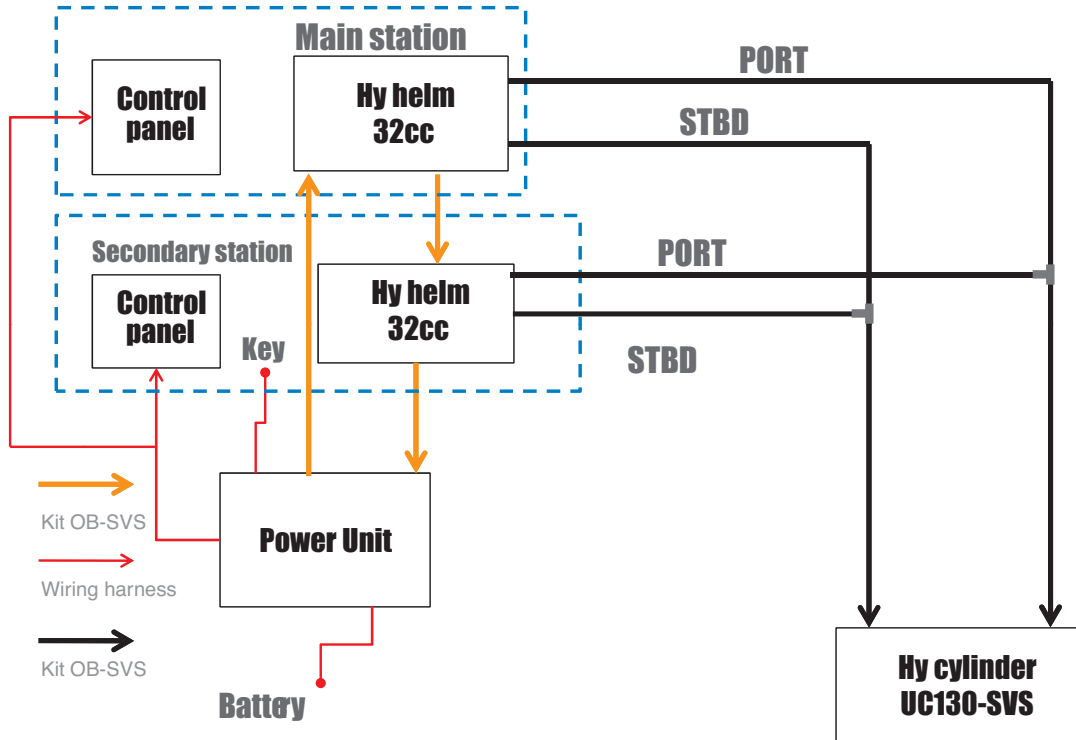 Main station
PORT
Control
panel
Hy helm
32cc
STBD
Secondary station
PORT
Control
panel
Hy helm
32cc
Key
STBD
Kit OB-SVS
Power Unit
Wiring harness
Kit OB-SVS
Battery
Hy cylinder
UC130-SVS